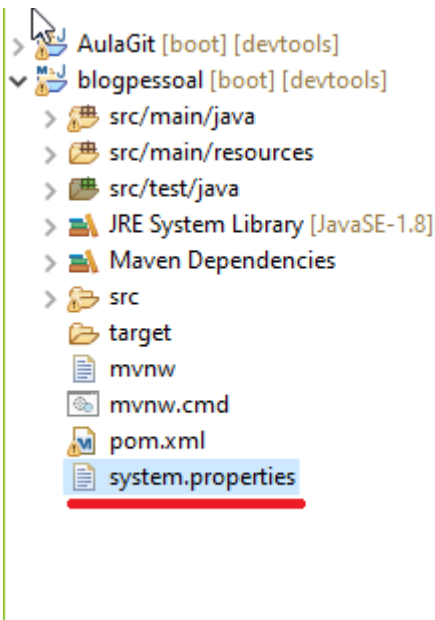 AulaGit [boot] [devtools]
blogpessoal [boot] [devtools]
src/main/java
src/main/resources
src/test/java
JRE System Library [JavaSE-1.8]
Maven Dependencies
src
target
mvnw
mvnw.cmd
pom.xml
system.properties